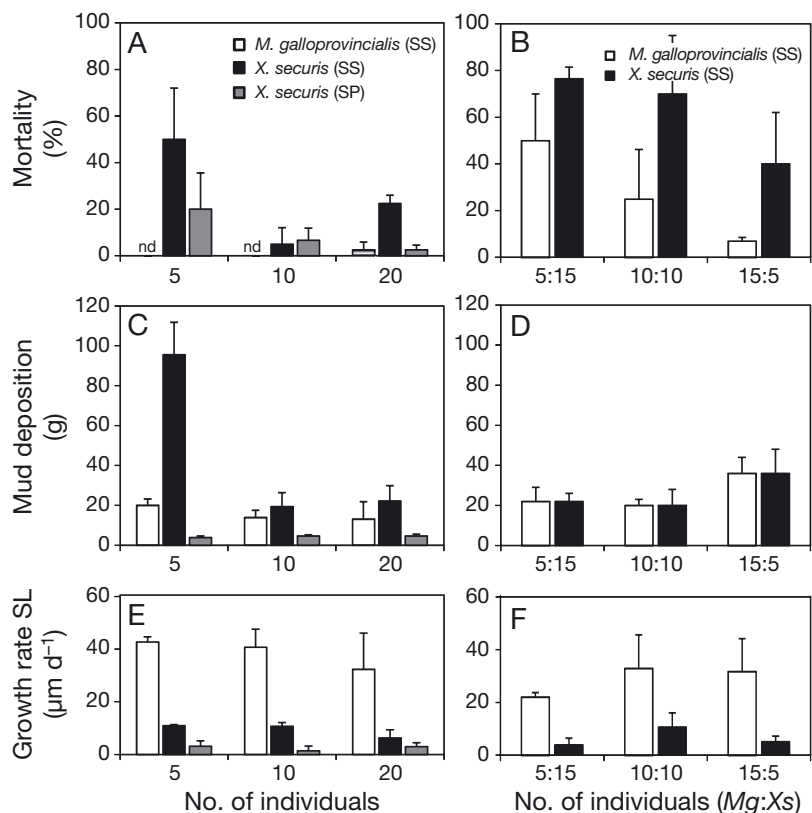 A
M. galloprovincialis (SS)
X. securis (SS)
X. securis (SP)
Mortality
(%)
100
80
60
40
20
0
nd
nd
5
10
20
B
M. galloprovincialis (SS)
X. securis (SS)
100
80
60
40
20
0
5:15
10:10
15:5
C
Mud deposition
(g)
120
100
80
60
40
20
0
5
10
20
D
120
100
80
60
40
20
0
5:15
10:10
15:5
E
Growth rate SL
(µm d⁻¹)
60
40
20
0
5
10
20
No. of individuals
F
60
40
20
0
5:15
10:10
15:5
No. of individuals (Mg:Xs)